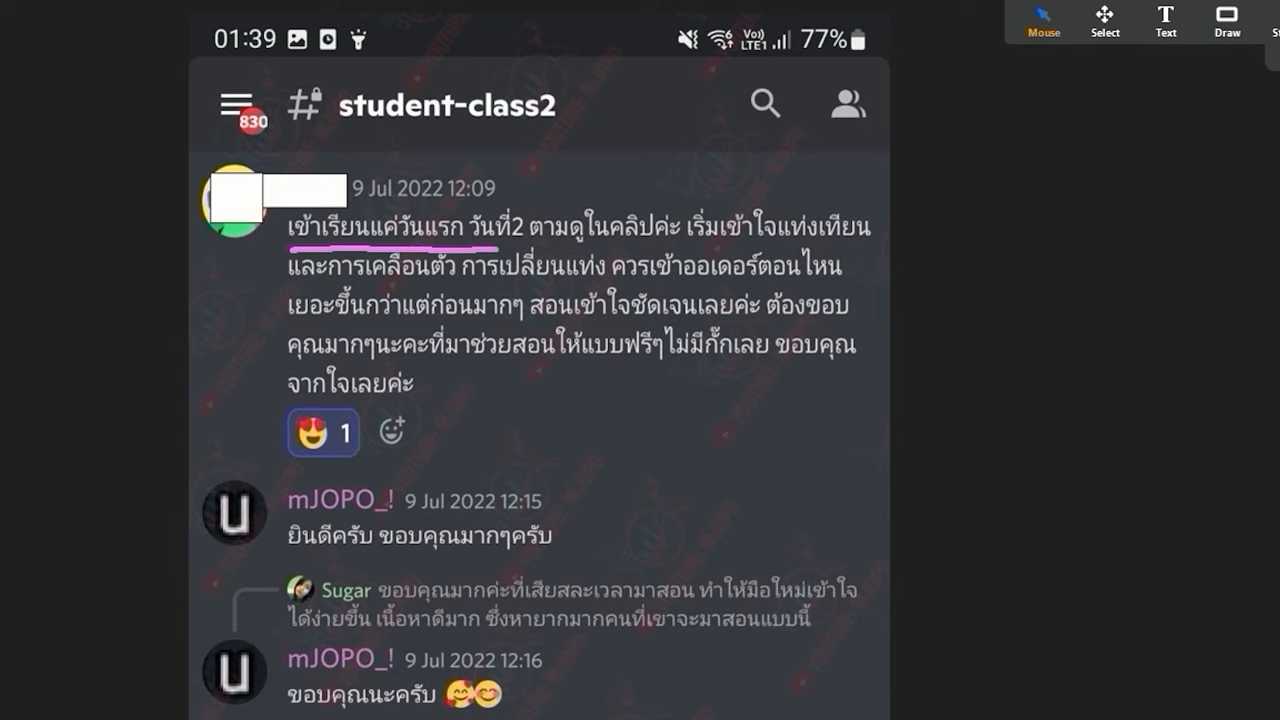 01:39 Vo) LTE1 77%
Mouse Select Text Draw
830 student-class2
9 Jul 2022 12:09
เข้าเรียนแค่วันแรก วันที่2 ตามดูในคลิปค่ะ เริ่มเข้าใจแท่งเทียน
และการเคลื่อนตัว การเปลี่ยนแท่ง ควรเข้าออเดอร์ตอนไหน
เยอะขึ้นกว่าแต่ก่อนมากๆ สอนเข้าใจชัดเจนเลยค่ะ ต้องขอบ
คุณมากๆนะคะที่มาช่วยสอนให้แบบฟรีๆไม่มีกั๊กเลย ขอบคุณ
จากใจเลยค่ะ
1
mJOPO_! 9 Jul 2022 12:15
ยินดีครับ ขอบคุณมากๆครับ
Sugar ขอบคุณมากค่ะที่เสียสละเวลามาสอน ทำให้มือใหม่เข้าใจ
ได้ง่ายขึ้น เนื้อหาดีมาก ซึ่งหายากมากคนที่เขาจะมาสอนแบบนี้
mJOPO_! 9 Jul 2022 12:16
ขอบคุณนะครับ